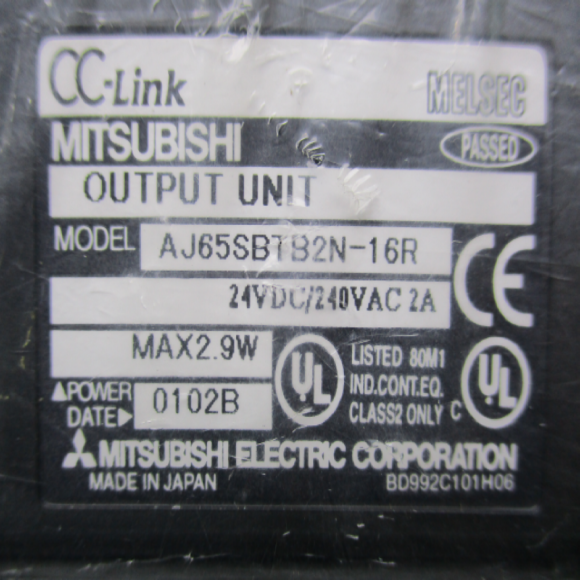 CC-Link MELSEC
MITSUBISHI PASSED
OUTPUT UNIT
MODEL AJ65SBTB2N-16R
CE
24VDC/240VAC 2A
MAX2.9W
UL LISTED 80M1 UL
IND.CONT.EQ.
▲POWER
DATE▶ 0102B
CLASS2 ONLY C
MITSUBISHI ELECTRIC CORPORATION
MADE IN JAPAN BD992C101H06